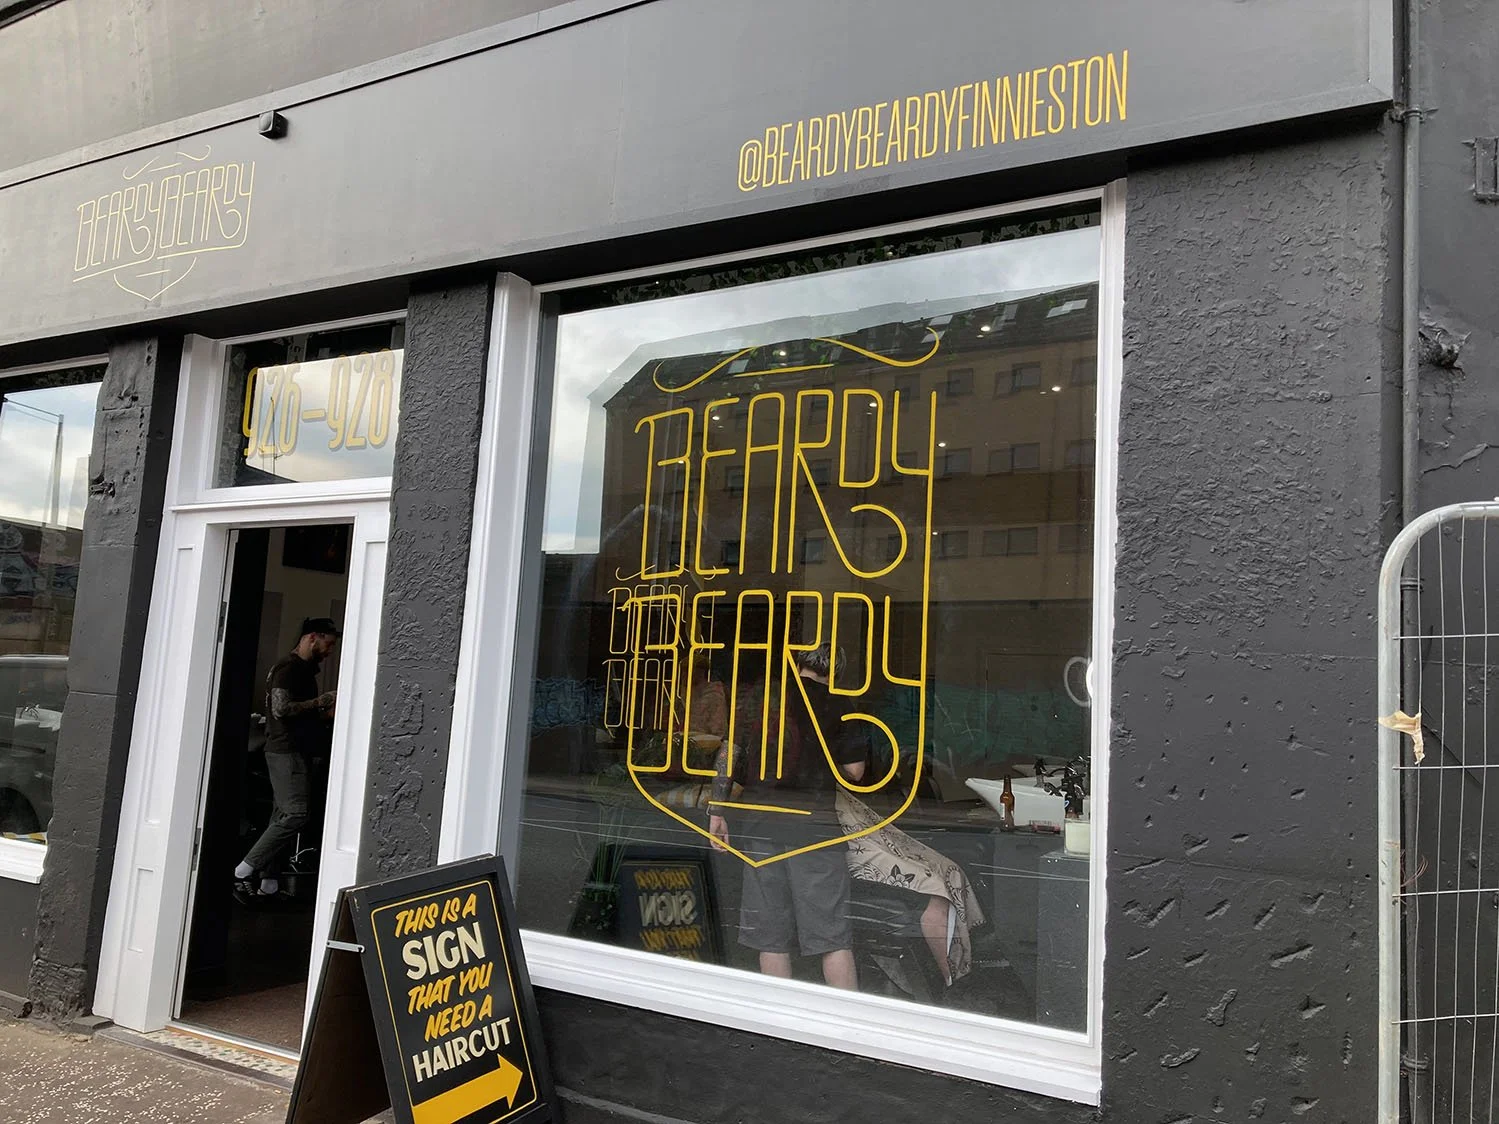 @BEARDYBEARDYFINNIESTON
BEARDYBEARDY
926-928
BEARDY
BEARDY
THIS IS A
SIGN
THAT YOU
NEED A
HAIRCUT